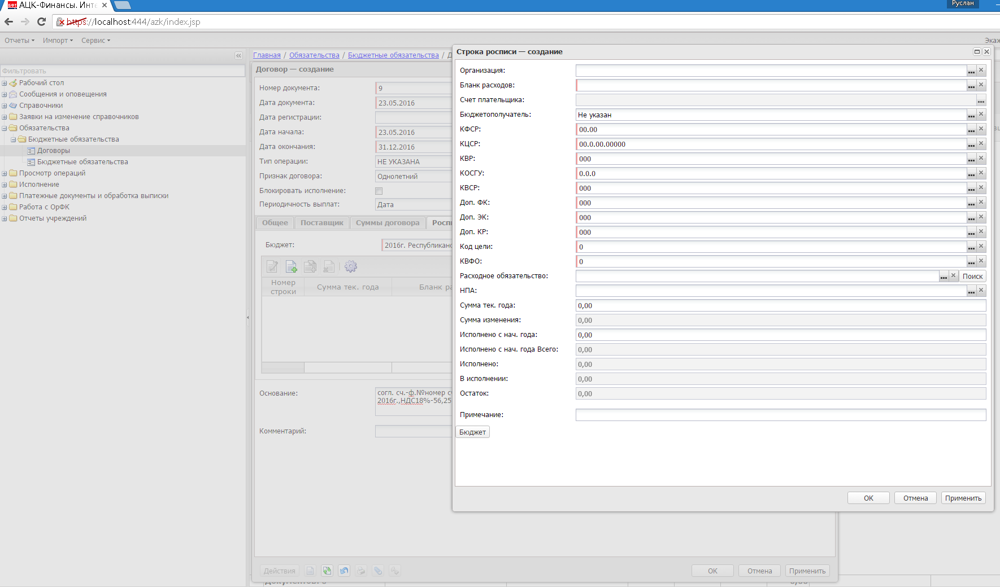 АЦК-Финансы. Инте
Руслан
https://localhost:444/azk/index.jsp
Отчеты Импорт Сервис
Экаж
Фильтровать
Рабочий стол
Сообщения и оповещения
Справочники
Заявки на изменение справочников
Обязательства
Бюджетные обязательства
Договоры
Бюджетные обязательства
Просмотр операций
Исполнение
Платежные документы и обработка выписки
Работа с ОрФК
Отчеты учреждений
Главная / Обязательства / Бюджетные обязательства / Д
Договор — создание
Номер документа: 9
Дата документа: 23.05.2016
Дата регистрации:
Дата начала: 23.05.2016
Дата окончания: 31.12.2016
Тип операции: НЕ УКАЗАНА
Признак договора: Однолетний
Блокировать исполнение:
Периодичность выплат: Дата
Общее Поставщик Суммы договора Роспи
Бюджет: 2016г. Республиканс
Номер строки Сумма тек. года Бланк ра
Основание: согл. сч.-ф.№номер сч
2016г.,НДС18%-56,25
Комментарий:
Действия ОК Отмена Применить
Строка росписи — создание
Организация:
Бланк расходов:
Счет плательщика:
Бюджетополучатель: Не указан
КФСР: 00.00
КЦСР: 00.0.00.00000
КВР: 000
КОСГУ: 0.0.0
КВСР: 000
Доп. ФК: 000
Доп. ЭК: 000
Доп. КР: 000
Код цели: 0
КВФО: 0
Расходное обязательство: Поиск
НПА:
Сумма тек. года: 0,00
Сумма изменения: 0,00
Исполнено с нач. года: 0,00
Исполнено с нач. года Всего: 0,00
Исполнено: 0,00
В исполнении: 0,00
Остаток: 0,00
Примечание:
Бюджет
ОК Отмена Применить